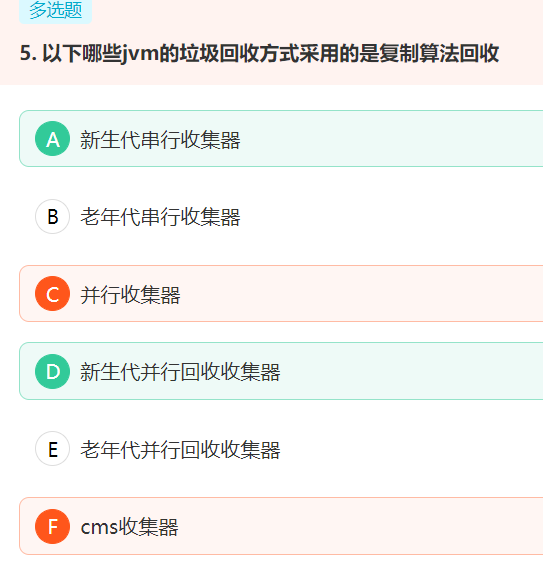 多选题
5. 以下哪些jvm的垃圾回收方式采用的是复制算法回收
A 新生代串行收集器
B 老年代串行收集器
C 并行收集器
D 新生代并行回收收集器
E 老年代并行回收收集器
F cms收集器